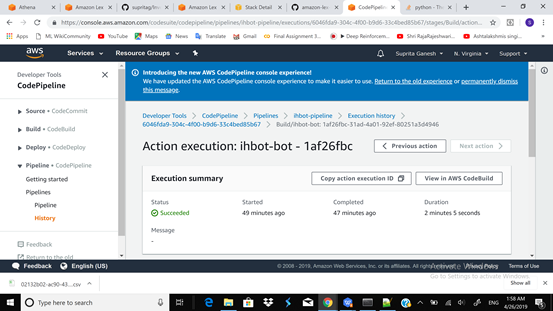 Athena
Amazon Lex
supritag/lm
Amazon Lex
Stack Detail
amazon-lex
CodePipelin
python - Th
https://console.aws.amazon.com/codesuite/codepipeline/pipelines/ihbot-pipeline/executions/6046fda9-304c-4f00-b9d6-33c4bed85b67/stages/Build/action...
Apps
ML WikiCommunity
YouTube
Maps
News
Translate
Gmail
Final Assignment 3...
Deep Reinforcem...
Shri RajaRajeshwari...
Ashtalakshmis singi...
aws
Services
Resource Groups
Suprita Ganesh
N. Virginia
Support
Developer Tools
CodePipeline
Source • CodeCommit
Build • CodeBuild
Deploy • CodeDeploy
Pipeline • CodePipeline
Getting started
Pipelines
Pipeline
History
Feedback
Return to the old
Introducing the new AWS CodePipeline console experience!
We have updated the AWS CodePipeline console experience to make it easier to use. Return to the old experience or permanently dismiss
this message.
Developer Tools > CodePipeline > Pipelines > ihbot-pipeline > Execution history >
6046fda9-304c-4f00-b9d6-33c4bed85b67 > Build/ihbot-bot: 1af26fbc-31ad-4a01-92ef-80251a3d4946
Action execution: ihbot-bot - 1af26fbc
Previous action
Next action
Execution summary
Copy action execution ID
View in AWS CodeBuild
Status
Succeeded
Started
49 minutes ago
Completed
47 minutes ago
Duration
2 minutes 5 seconds
Message
-
Feedback
English (US)
© 2008 - 2019, Amazon Web Services, Inc. or its affiliates. All rights reserved.
Privacy Policy
Terms of Use
Activate Windows
Go to Settings to activate Windows.
02132b02-ac90-43....csv
Show all
Type here to search
ENG
1:58 AM
4/26/2019